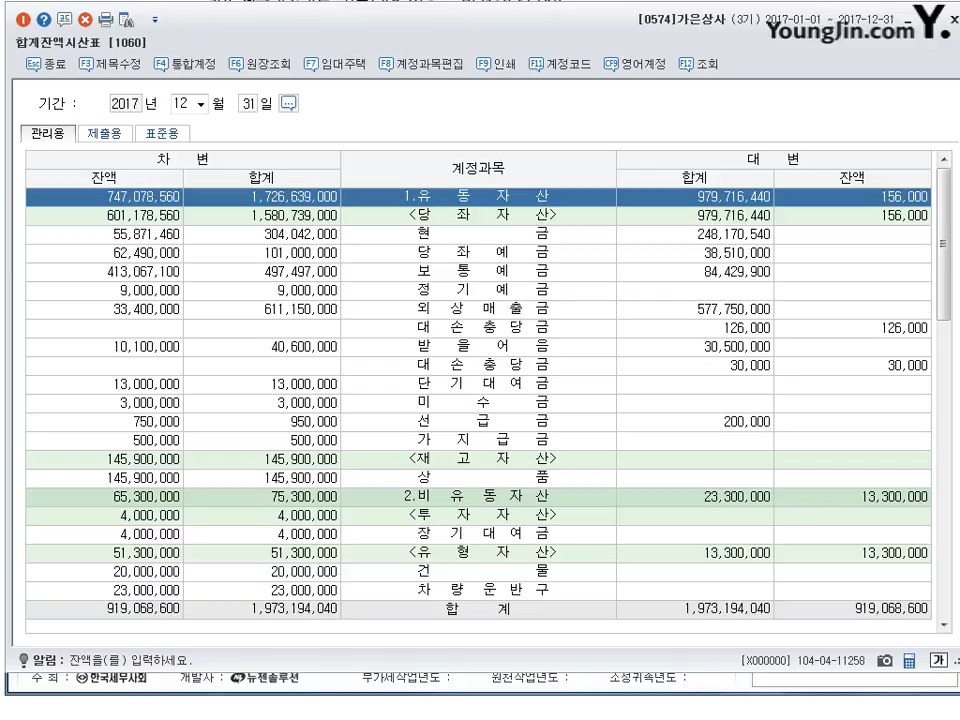 [0574]가은상사 (3기) 2017-01-01 ~ 2017-12-31
YoungJin.com Y.
합계잔액시산표 [1060]
Esc 종료 F3 제목수정 F4 통합계정 F6 원장조회 F7 임대주택 F8 계정과목편집 F9 인쇄 F11 계정코드 CF9 영어계정 F12 조회
기간 : 2017 년 12 월 31 일
관리용 제출용 표준용
차 변 계정과목 대 변
잔액 합계 합계 잔액
747,078,560 1,726,639,000 1.유 동 자 산 979,716,440 156,000
601,178,560 1,580,739,000 <당 좌 자 산> 979,716,440 156,000
55,871,460 304,042,000 현 금 248,170,540
62,490,000 101,000,000 당 좌 예 금 38,510,000
413,067,100 497,497,000 보 통 예 금 84,429,900
9,000,000 9,000,000 정 기 예 금
33,400,000 611,150,000 외 상 매 출 금 577,750,000
대 손 충 당 금 126,000 126,000
10,100,000 40,600,000 받 을 어 음 30,500,000
대 손 충 당 금 30,000 30,000
13,000,000 13,000,000 단 기 대 여 금
3,000,000 3,000,000 미 수 금
750,000 950,000 선 급 금 200,000
500,000 500,000 가 지 급 금
145,900,000 145,900,000 <재 고 자 산>
145,900,000 145,900,000 상 품
65,300,000 75,300,000 2.비 유 동 자 산 23,300,000 13,300,000
4,000,000 4,000,000 <투 자 자 산>
4,000,000 4,000,000 장 기 대 여 금
51,300,000 51,300,000 <유 형 자 산> 13,300,000 13,300,000
20,000,000 20,000,000 건 물
23,000,000 23,000,000 차 량 운 반 구
919,068,600 1,973,194,040 합 계 1,973,194,040 919,068,600
알림 : 잔액을(를) 입력하세요. [X000000] 104-04-11258 가
주 최 : 한국세무사회 개발사 : 뉴젠솔루션 부가세작업년도 : 원천작업년도 : 소성귀속년도 :